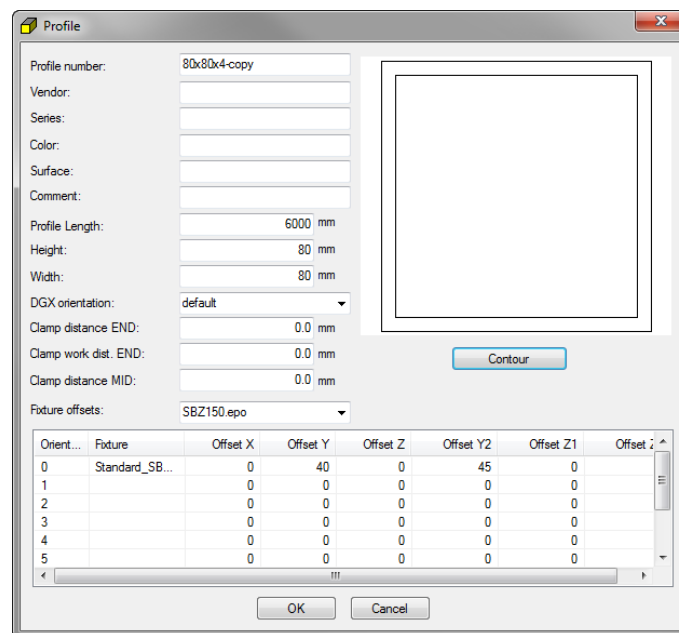 Profile
Profile number: 80x80x4-copy
Vendor:
Series:
Color:
Surface:
Comment:
Profile Length: 6000 mm
Height: 80 mm
Width: 80 mm
DGX orientation: default
Clamp distance END: 0.0 mm
Clamp work dist. END: 0.0 mm
Contour
Clamp distance MID: 0.0 mm
Fixture offsets: SBZ150.epo
Orient... Fixture Offset X Offset Y Offset Z Offset Y2 Offset Z1 Offset
0 Standard_SB... 0 40 0 45 0
1 0 0 0 0 0
2 0 0 0 0 0
3 0 0 0 0 0
4 0 0 0 0 0
5 0 0 0 0 0
OK Cancel